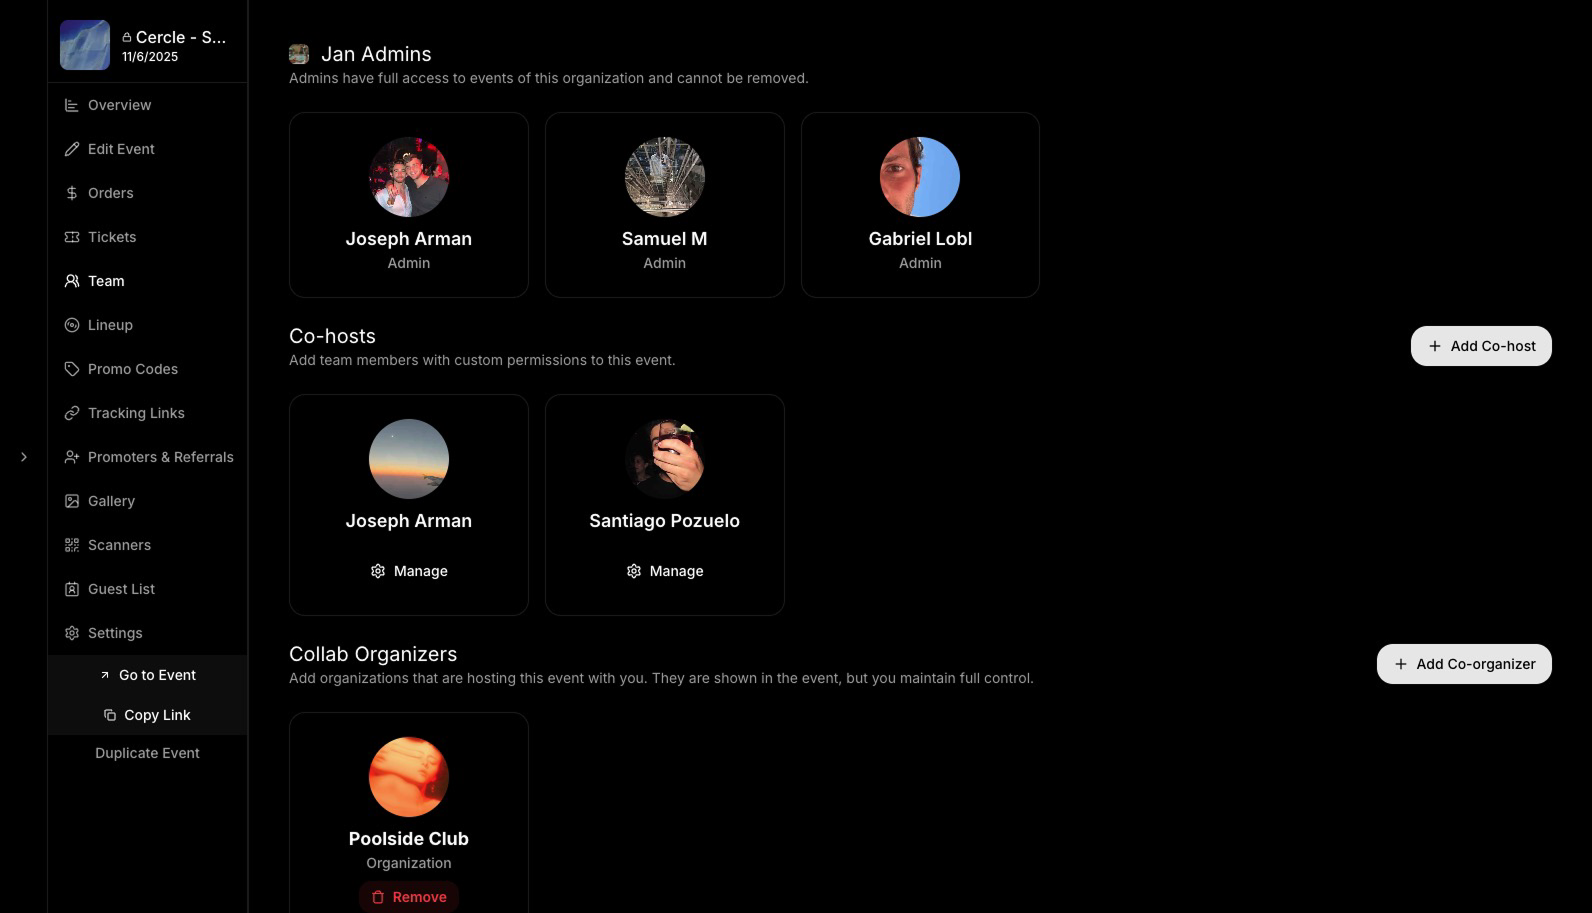 Cercle - S...
11/6/2025
Overview
Edit Event
Orders
Tickets
Team
Lineup
Promo Codes
Tracking Links
Promoters & Referrals
Gallery
Scanners
Guest List
Settings
Go to Event
Copy Link
Duplicate Event
Jan Admins
Admins have full access to events of this organization and cannot be removed.
Joseph Arman
Admin
Samuel M
Admin
Gabriel Lobl
Admin
Co-hosts
Add team members with custom permissions to this event.
Add Co-host
Joseph Arman
Manage
Santiago Pozuelo
Manage
Collab Organizers
Add organizations that are hosting this event with you. They are shown in the event, but you maintain full control.
Add Co-organizer
Poolside Club
Organization
Remove